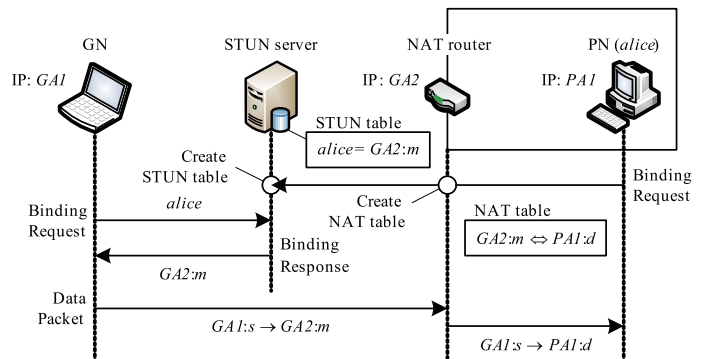 GN
STUN server
NAT router
PN (alice)
IP: GA1
IP: GA2
IP: PA1
STUN table
alice= GA2:m
Create
STUN table
Create
NAT table
Binding
Request
NAT table
GA2:m ⇔ PA1:d
Binding
Request
alice
Binding
Response
GA2:m
Data
Packet
GA1:s → GA2:m
GA1:s → PA1:d